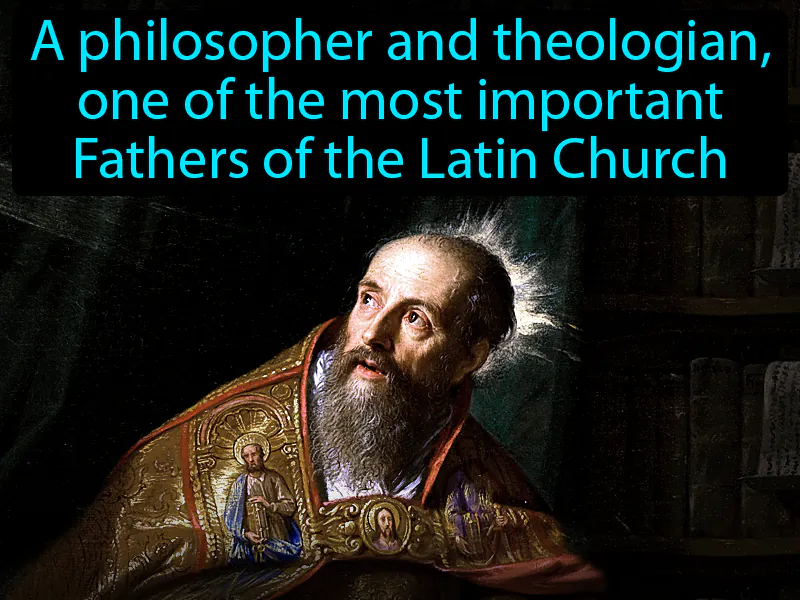 A philosopher and theologian,
one of the most important
Fathers of the Latin Church